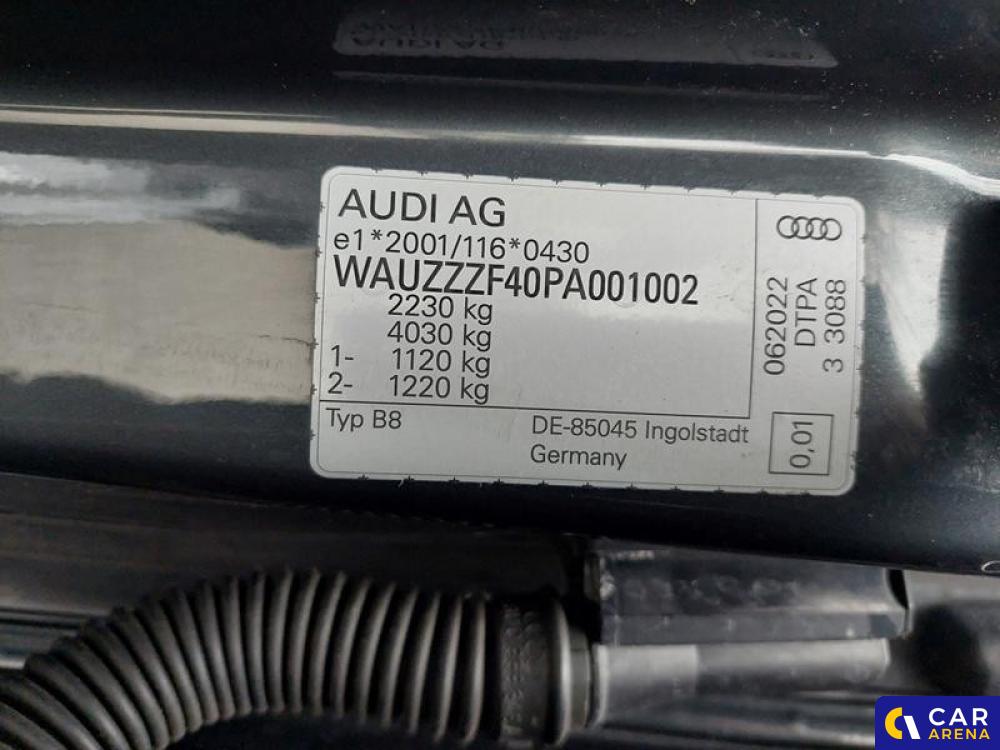 AUDI AG
e1*2001/116*0430
WAUZZZF40PA001002
2230 kg
4030 kg
1- 1120 kg
2- 1220 kg
Typ B8
DE-85045 Ingolstadt
Germany
062022
DTPA
3 3088
0,01
CAR
ARENA